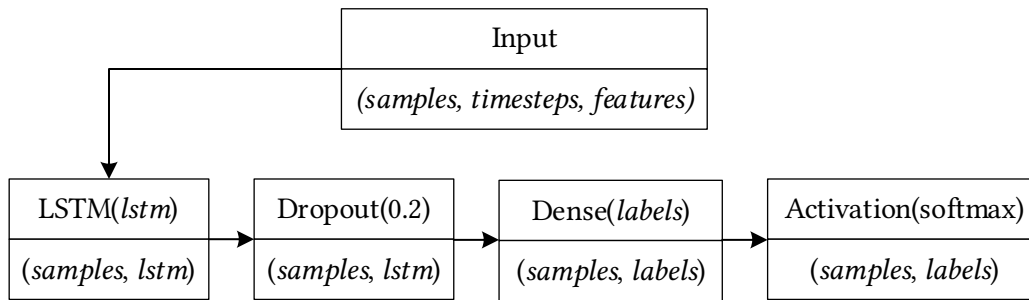 Input
(samples, timesteps, features)
LSTM(lstm)
(samples, lstm)
Dropout(0.2)
(samples, lstm)
Dense(labels)
(samples, labels)
Activation(softmax)
(samples, labels)